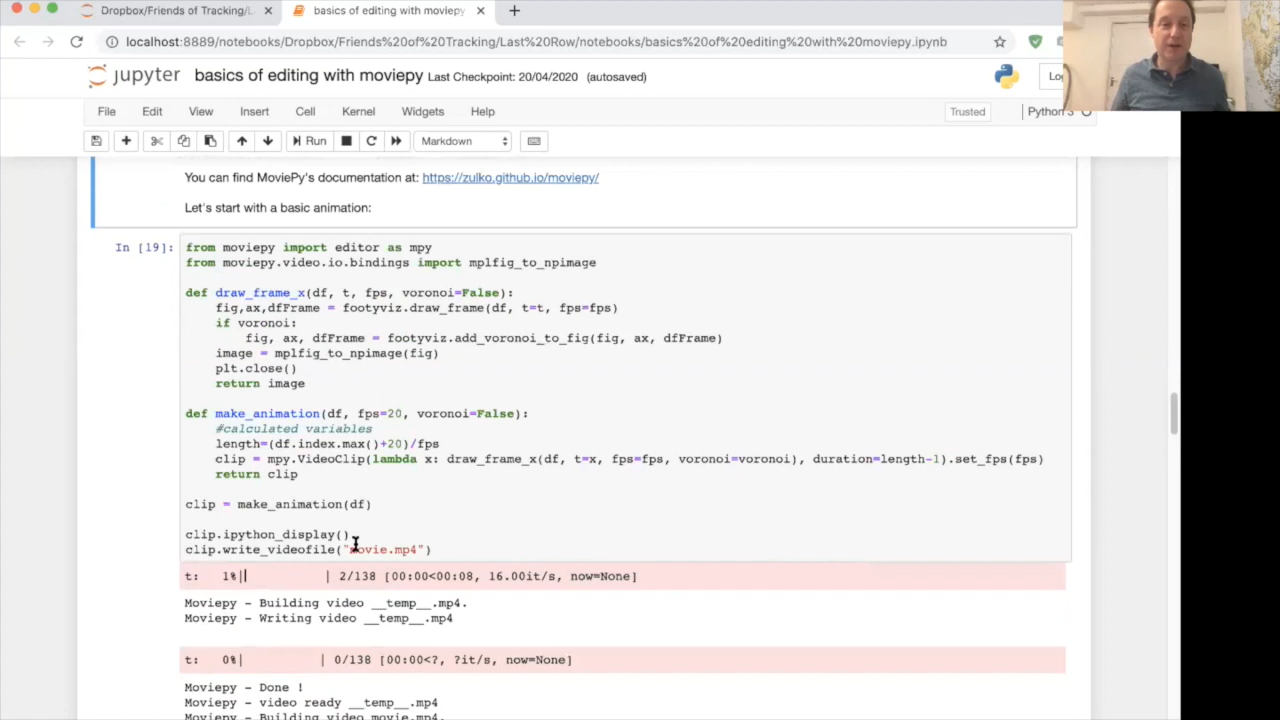 Dropbox/Friends of Tracking/L
basics of editing with moviepy
localhost:8889/notebooks/Dropbox/Friends%20of%20Tracking/Last%20Row/notebooks/basics%20of%20editing%20with%20moviepy.ipynb
jupyter basics of editing with moviepy Last Checkpoint: 20/04/2020 (autosaved)
File Edit View Insert Cell Kernel Widgets Help Trusted Python 3
Run Markdown
You can find MoviePy's documentation at: https://zulko.github.io/moviepy/
Let's start with a basic animation:
In [19]:
from moviepy import editor as mpy
from moviepy.video.io.bindings import mplfig_to_npimage
def draw_frame_x(df, t, fps, voronoi=False):
fig,ax,dfFrame = footyviz.draw_frame(df, t=t, fps=fps)
if voronoi:
fig, ax, dfFrame = footyviz.add_voronoi_to_fig(fig, ax, dfFrame)
image = mplfig_to_npimage(fig)
plt.close()
return image
def make_animation(df, fps=20, voronoi=False):
#calculated variables
length=(df.index.max()+20)/fps
clip = mpy.VideoClip(lambda x: draw_frame_x(df, t=x, fps=fps, voronoi=voronoi), duration=length-1).set_fps(fps)
return clip
clip = make_animation(df)
clip.ipython_display()
clip.write_videofile("movie.mp4")
t: 1%| | 2/138 [00:00<00:08, 16.00it/s, now=None]
Moviepy - Building video __temp__.mp4.
Moviepy - Writing video __temp__.mp4
t: 0%| | 0/138 [00:00<?, ?it/s, now=None]
Moviepy - Done !
Moviepy - video ready __temp__.mp4
Moviepy - Building video movie.mp4.